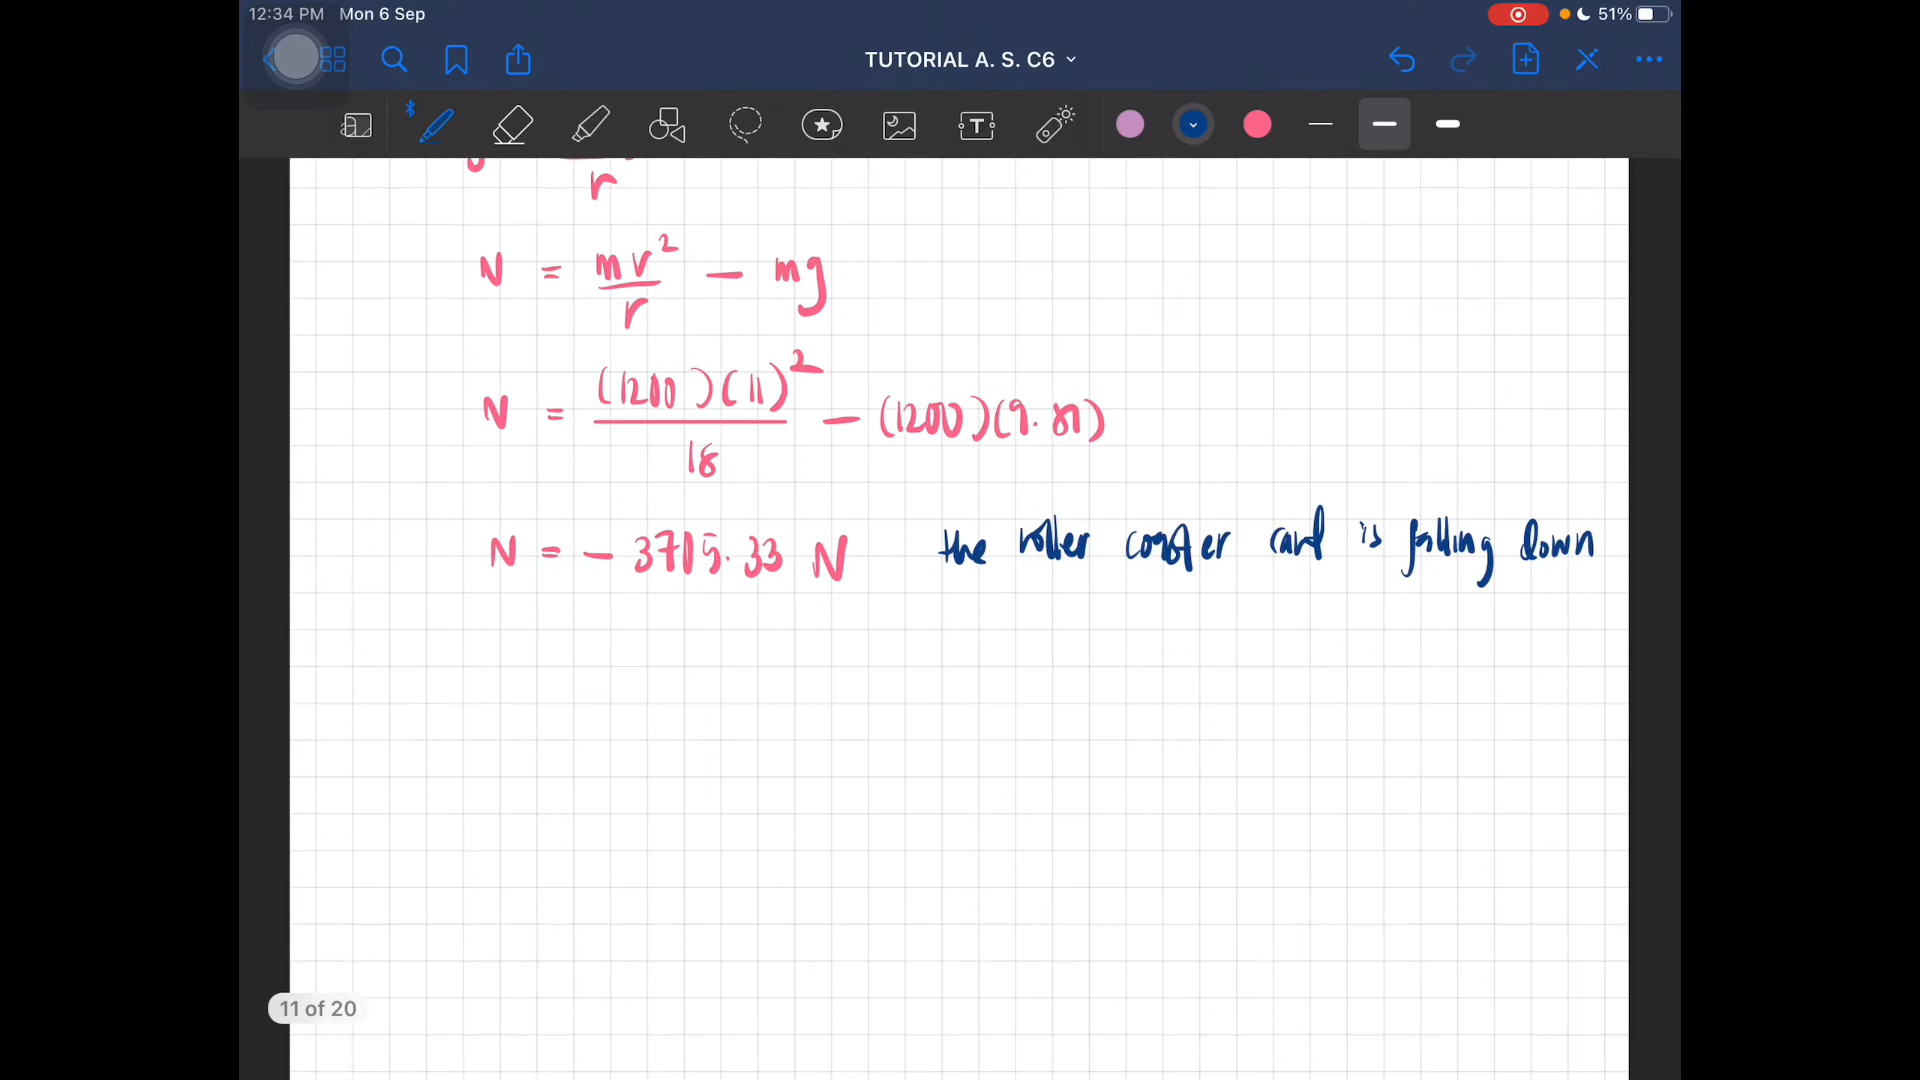 12:34 PM Mon 6 Sep 51%
TUTORIAL A. S. C6
T
r
N = mv²/r − mg
N = (1200)(11)²/18 − (1200)(9.81)
N = − 3705.33 N the roller coaster card is falling down
11 of 20